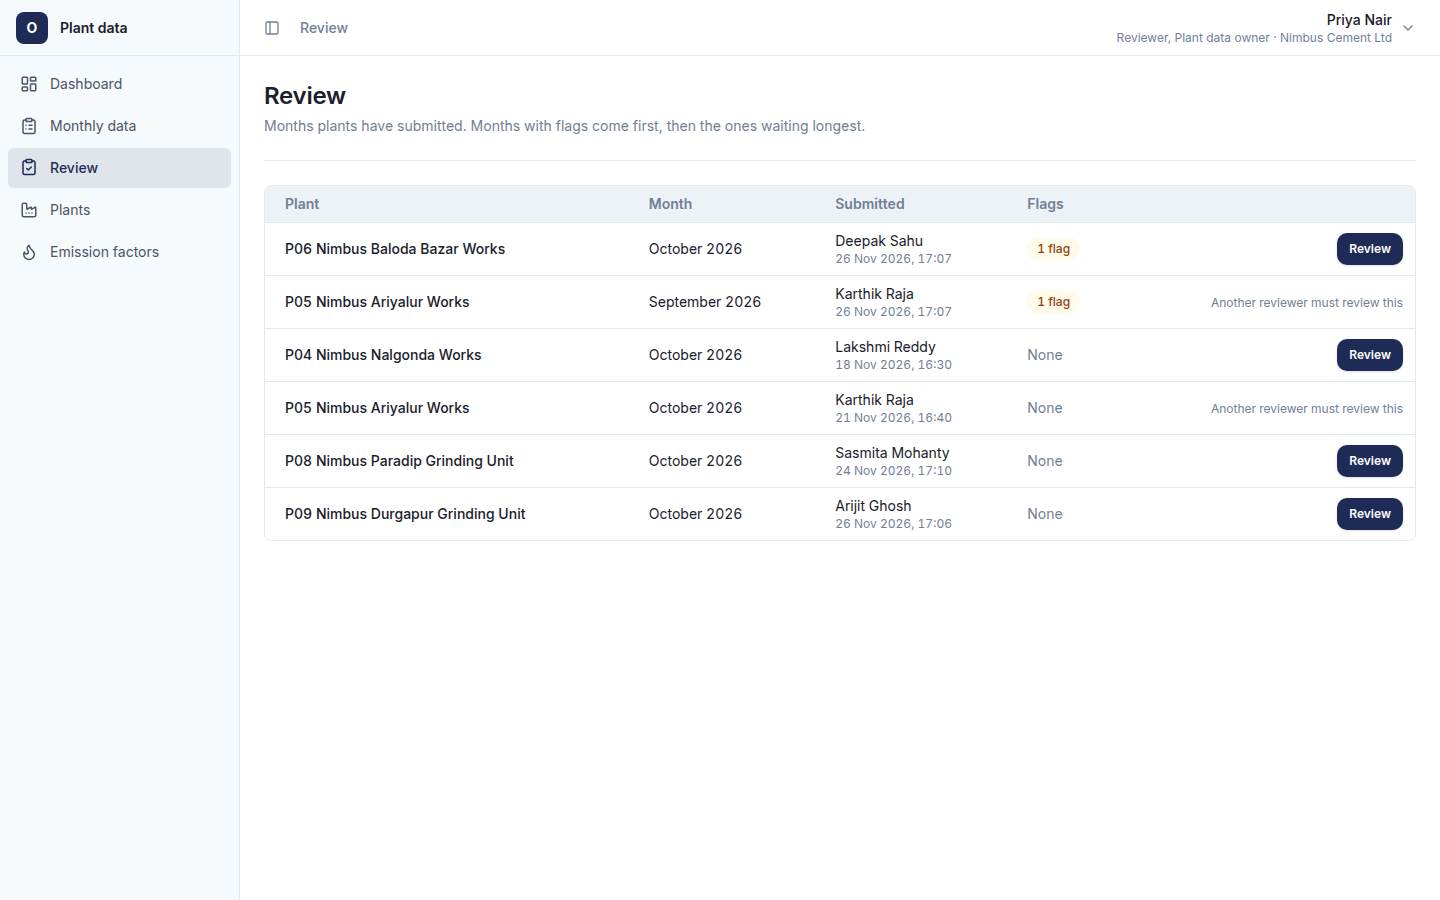 O Plant data
Dashboard
Monthly data
Review
Plants
Emission factors
Review
Priya Nair
Reviewer, Plant data owner · Nimbus Cement Ltd
Review
Months plants have submitted. Months with flags come first, then the ones waiting longest.
Plant Month Submitted Flags
P06 Nimbus Baloda Bazar Works October 2026 Deepak Sahu 1 flag Review
26 Nov 2026, 17:07
P05 Nimbus Ariyalur Works September 2026 Karthik Raja 1 flag Another reviewer must review this
26 Nov 2026, 17:07
P04 Nimbus Nalgonda Works October 2026 Lakshmi Reddy None Review
18 Nov 2026, 16:30
P05 Nimbus Ariyalur Works October 2026 Karthik Raja None Another reviewer must review this
21 Nov 2026, 16:40
P08 Nimbus Paradip Grinding Unit October 2026 Sasmita Mohanty None Review
24 Nov 2026, 17:10
P09 Nimbus Durgapur Grinding Unit October 2026 Arijit Ghosh None Review
26 Nov 2026, 17:06